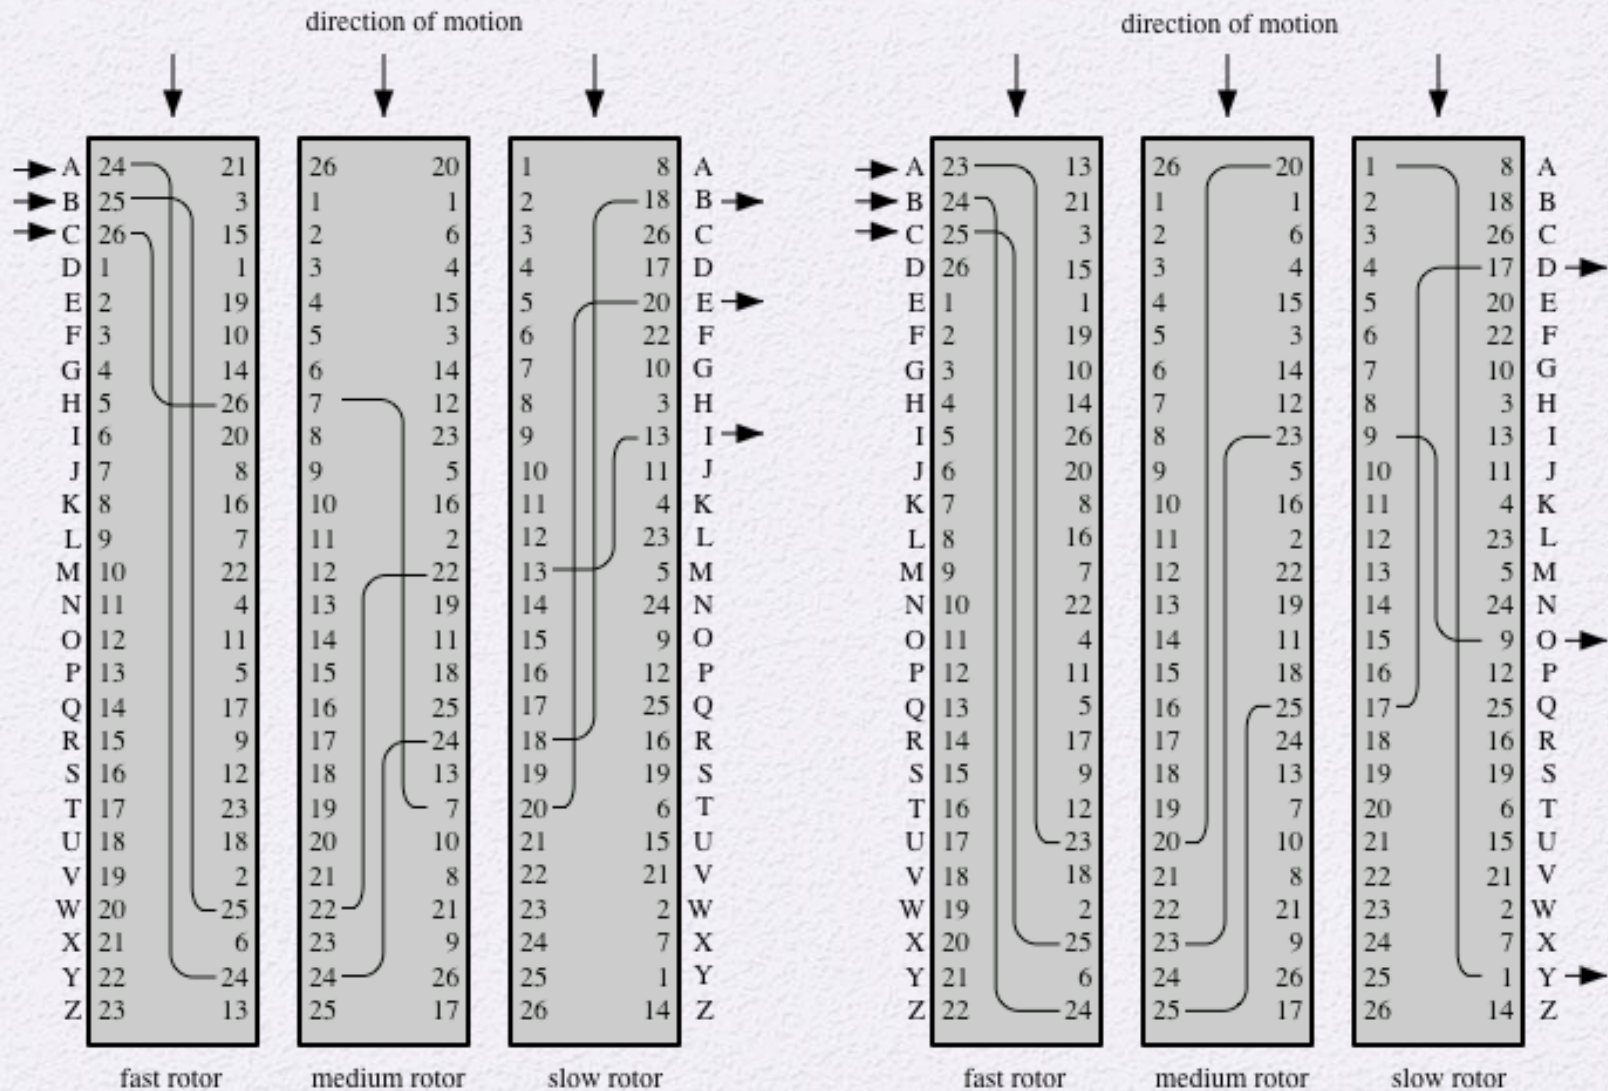 direction of motion direction of motion
A 24 21 26 20 1 8 A A 23 13 26 20 1 8 A
B 25 3 1 1 2 18 B B 24 21 1 1 2 18 B
C 26 15 2 6 3 26 C C 25 3 2 6 3 26 C
D 1 1 3 4 4 17 D D 26 15 3 4 4 17 D
E 2 19 4 15 5 20 E E 1 1 4 15 5 20 E
F 3 10 5 3 6 22 F F 2 19 5 3 6 22 F
G 4 14 6 14 7 10 G G 3 10 6 14 7 10 G
H 5 26 7 12 8 3 H H 4 14 7 12 8 3 H
I 6 20 8 23 9 13 I I 5 26 8 23 9 13 I
J 7 8 9 5 10 11 J J 6 20 9 5 10 11 J
K 8 16 10 16 11 4 K K 7 8 10 16 11 4 K
L 9 7 11 2 12 23 L L 8 16 11 2 12 23 L
M 10 22 12 22 13 5 M M 9 7 12 22 13 5 M
N 11 4 13 19 14 24 N N 10 22 13 19 14 24 N
O 12 11 14 11 15 9 O O 11 4 14 11 15 9 O
P 13 5 15 18 16 12 P P 12 11 15 18 16 12 P
Q 14 17 16 25 17 25 Q Q 13 5 16 25 17 25 Q
R 15 9 17 24 18 16 R R 14 17 17 24 18 16 R
S 16 12 18 13 19 19 S S 15 9 18 13 19 19 S
T 17 23 19 7 20 6 T T 16 12 19 7 20 6 T
U 18 18 20 10 21 15 U U 17 23 20 10 21 15 U
V 19 2 21 8 22 21 V V 18 18 21 8 22 21 V
W 20 25 22 21 23 2 W W 19 2 22 21 23 2 W
X 21 6 23 9 24 7 X X 20 25 23 9 24 7 X
Y 22 24 24 26 25 1 Y Y 21 6 24 26 25 1 Y
Z 23 13 25 17 26 14 Z Z 22 24 25 17 26 14 Z
fast rotor medium rotor slow rotor fast rotor medium rotor slow rotor